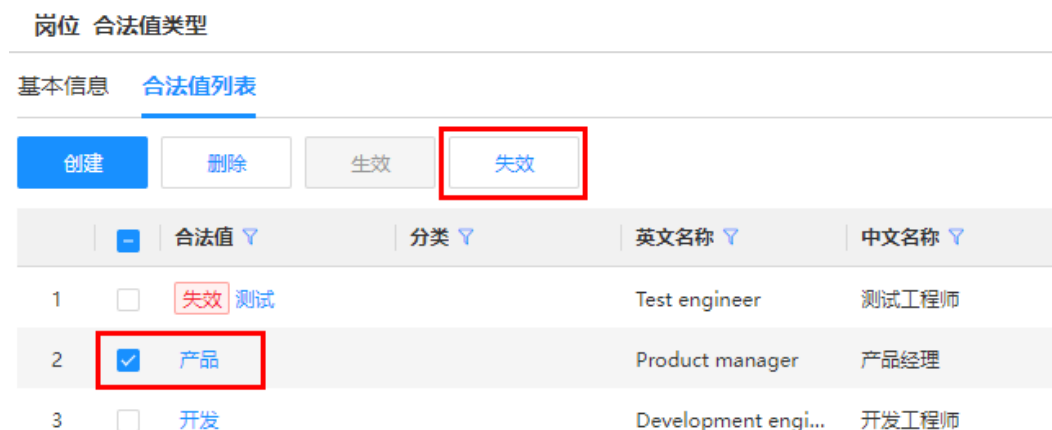 岗位 合法值类型
基本信息 合法值列表
创建 删除 生效 失效
合法值 分类 英文名称 中文名称
1 失效 测试 Test engineer 测试工程师
2 产品 Product manager 产品经理
3 开发 Development engi... 开发工程师